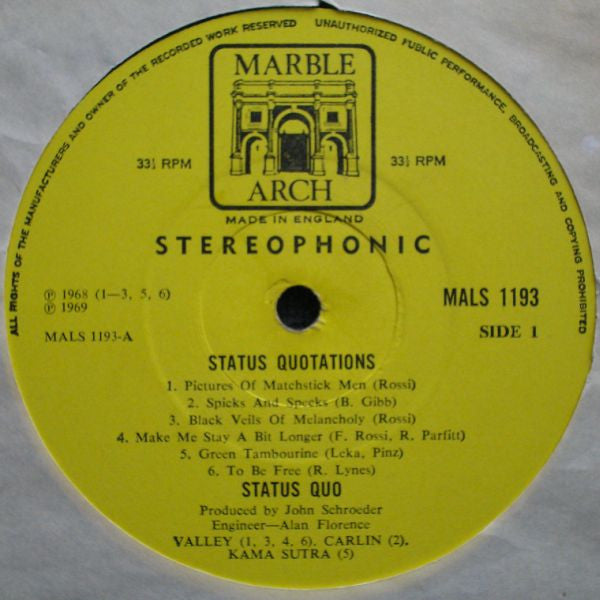 ALL RIGHTS OF THE MANUFACTURERS AND OWNER OF THE RECORDED WORK RESERVED UNAUTHORIZED PUBLIC PERFORMANCE, BROADCASTING AND COPYING PROHIBITED
MARBLE
ARCH
33⅓ RPM 33⅓ RPM
MADE IN ENGLAND
STEREOPHONIC
℗ 1968 (1—3, 5, 6)
℗ 1969
MALS 1193
MALS 1193-A
SIDE 1
STATUS QUOTATIONS
1. Pictures Of Matchstick Men (Rossi)
2. Spicks And Specks (B. Gibb)
3. Black Veils Of Melancholy (Rossi)
4. Make Me Stay A Bit Longer (F. Rossi, R. Parfitt)
5. Green Tambourine (Leka, Pinz)
6. To Be Free (R. Lynes)
STATUS QUO
Produced by John Schroeder
Engineer—Alan Florence
VALLEY (1, 3, 4, 6). CARLIN (2).
KAMA SUTRA (5)